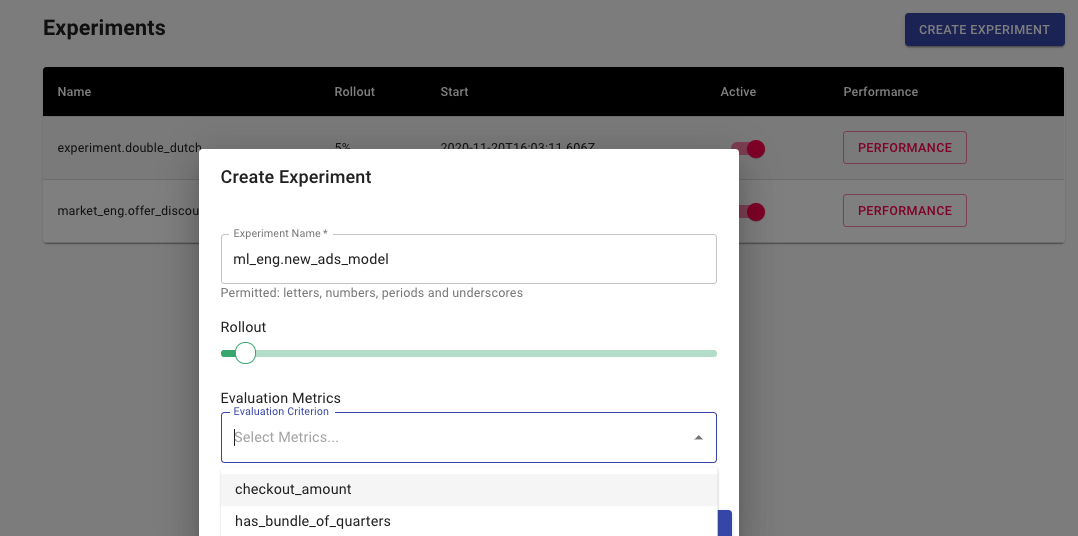 Experiments
CREATE EXPERIMENT
Name Rollout Start Active Performance
experiment.double_dutch 5% 2020-11-20T16:03:11.606Z PERFORMANCE
market_eng.offer_discou PERFORMANCE
Create Experiment
Experiment Name *
ml_eng.new_ads_model
Permitted: letters, numbers, periods and underscores
Rollout
Evaluation Metrics
Evaluation Criterion
Select Metrics...
checkout_amount
has_bundle_of_quarters